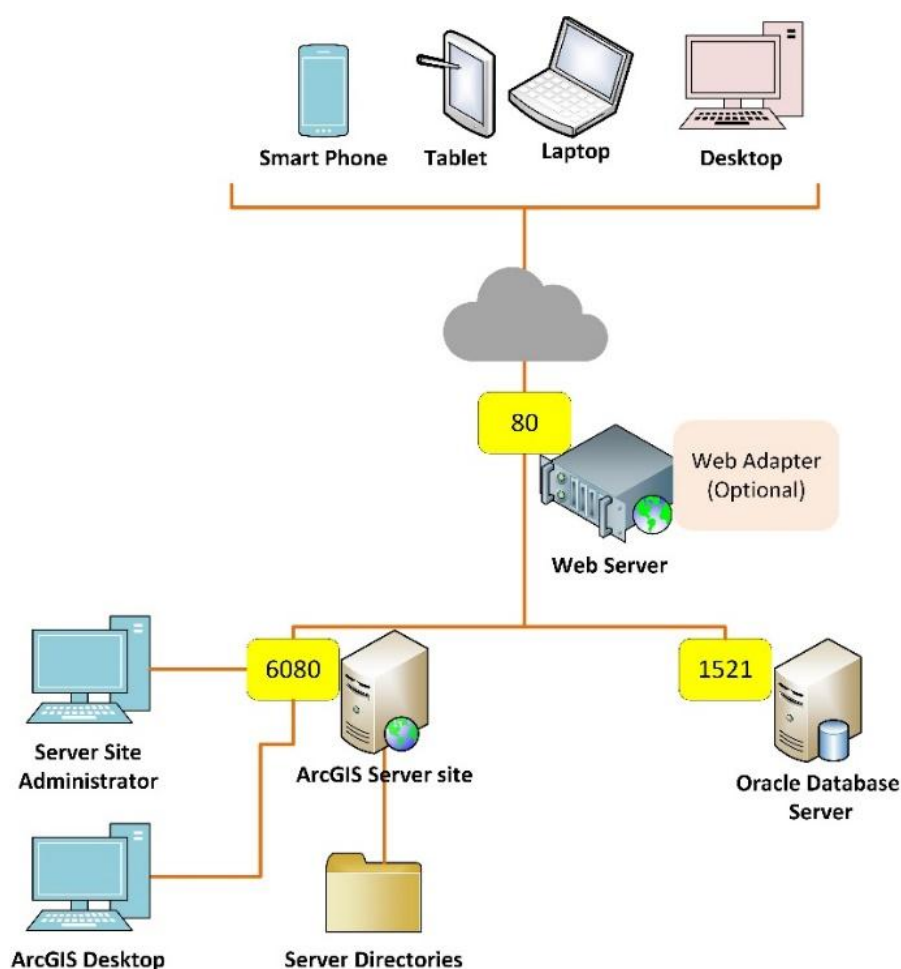 Smart Phone
Tablet
Laptop
Desktop
80
Web Adapter
(Optional)
Web Server
6080
1521
Server Site
Administrator
ArcGIS Server site
Oracle Database
Server
ArcGIS Desktop
Server Directories